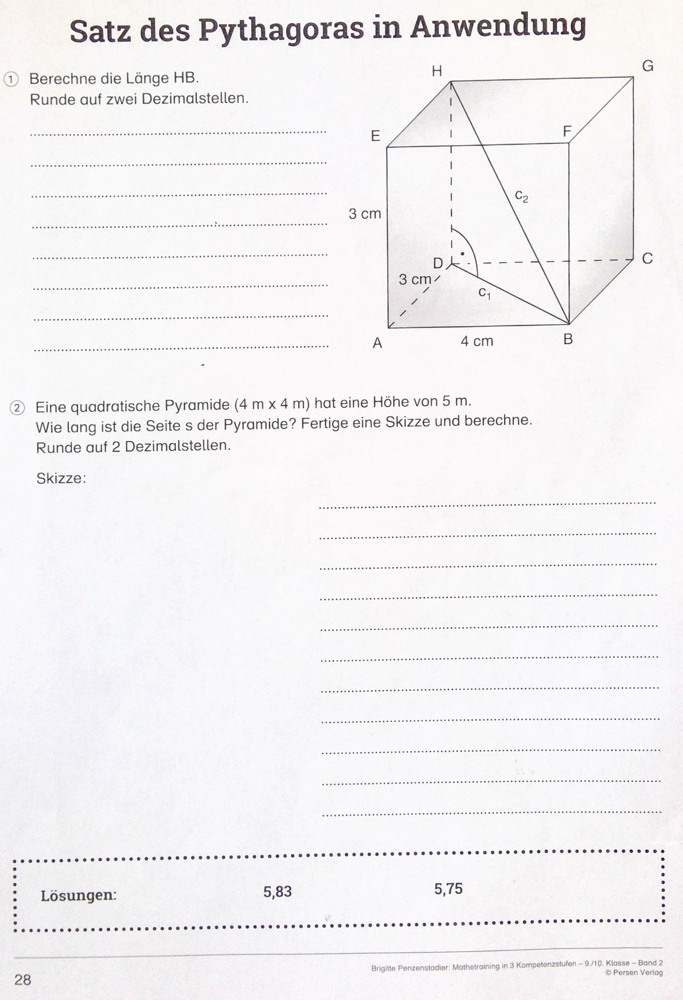 Satz des Pythagoras in Anwendung
1 Berechne die Länge HB.
Runde auf zwei Dezimalstellen.
H
G
E
F
c2
3 cm
D
C
3 cm
c1
A
4 cm
B
2 Eine quadratische Pyramide (4 m x 4 m) hat eine Höhe von 5 m.
Wie lang ist die Seite s der Pyramide? Fertige eine Skizze und berechne.
Runde auf 2 Dezimalstellen.
Skizze:
Lösungen: 5,83 5,75
Brigitte Penzenstadler: Mathetraining in 3 Kompetenzstufen – 9./10. Klasse – Band 2
© Persen Verlag
28